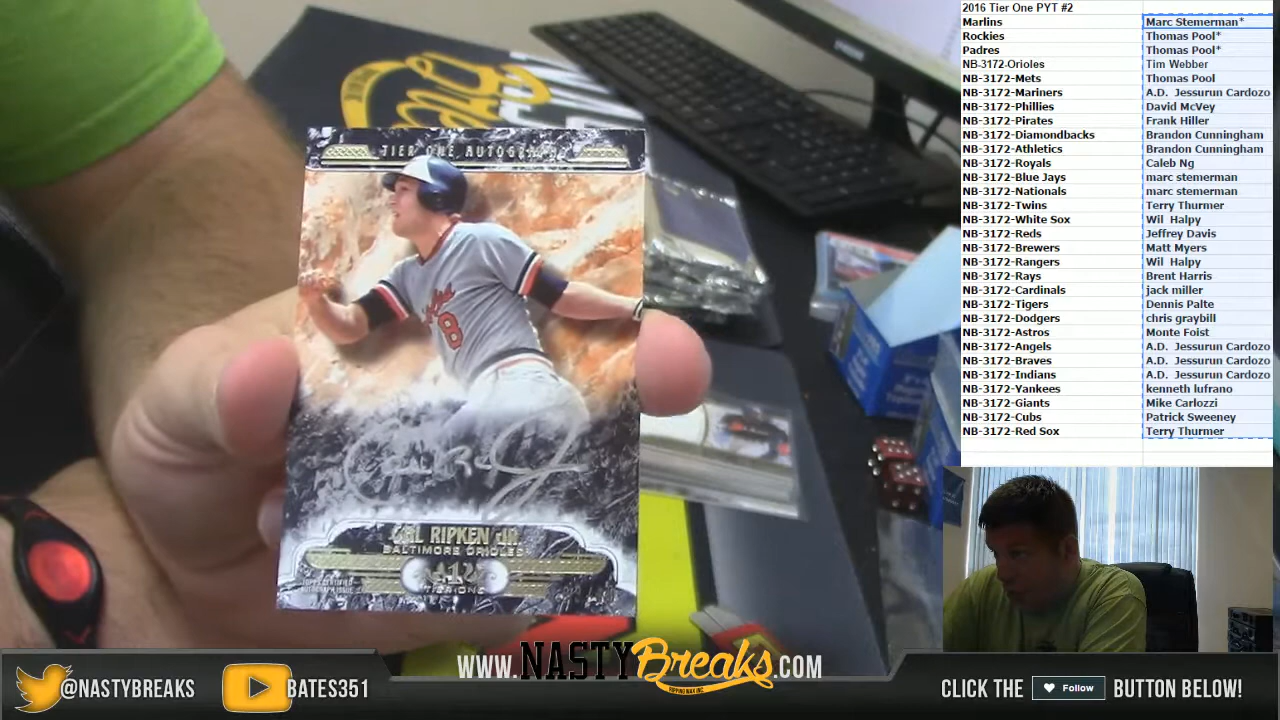 2016 Tier One PYT #2
Marlins Marc Stemerman*
Rockies Thomas Pool*
Padres Thomas Pool*
NB-3172-Orioles Tim Webber
NB-3172-Mets Thomas Pool
NB-3172-Mariners A.D. Jessurun Cardozo
NB-3172-Phillies David McVey
NB-3172-Pirates Frank Hiller
NB-3172-Diamondbacks Brandon Cunningham
NB-3172-Athletics Brandon Cunningham
NB-3172-Royals Caleb Ng
NB-3172-Blue Jays marc stemerman
NB-3172-Nationals marc stemerman
NB-3172-Twins Terry Thurmer
NB-3172-White Sox Wil Halpy
NB-3172-Reds Jeffrey Davis
NB-3172-Brewers Matt Myers
NB-3172-Rangers Wil Halpy
NB-3172-Rays Brent Harris
NB-3172-Cardinals jack miller
NB-3172-Tigers Dennis Palte
NB-3172-Dodgers chris graybill
NB-3172-Astros Monte Foist
NB-3172-Angels A.D. Jessurun Cardozo
NB-3172-Braves A.D. Jessurun Cardozo
NB-3172-Indians A.D. Jessurun Cardozo
NB-3172-Yankees kenneth lufrano
NB-3172-Giants Mike Carlozzi
NB-3172-Cubs Patrick Sweeney
NB-3172-Red Sox Terry Thurmer
TIER ONE AUTOGRAPHS
8
CAL RIPKEN JR.
BALTIMORE ORIOLES
TIER ONE
@NASTYBREAKS
BATES351
WWW.NASTYBreaks.COM
RIPPING WAX INC.
CLICK THE Follow BUTTON BELOW!